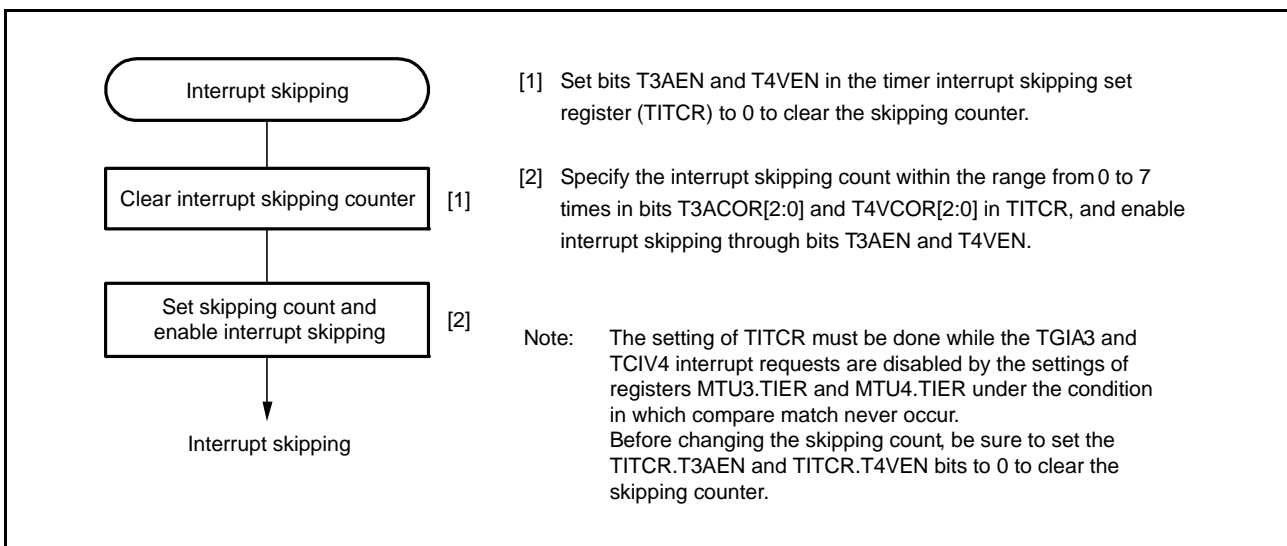 Interrupt skipping
Clear interrupt skipping counter
[1]
Set skipping count and
enable interrupt skipping
[2]
Interrupt skipping
[1] Set bits T3AEN and T4VEN in the timer interrupt skipping set
register (TITCR) to 0 to clear the skipping counter.
[2] Specify the interrupt skipping count within the range from 0 to 7
times in bits T3ACOR[2:0] and T4VCOR[2:0] in TITCR, and enable
interrupt skipping through bits T3AEN and T4VEN.
Note: The setting of TITCR must be done while the TGIA3 and
TCIV4 interrupt requests are disabled by the settings of
registers MTU3.TIER and MTU4.TIER under the condition
in which compare match never occur.
Before changing the skipping count, be sure to set the
TITCR.T3AEN and TITCR.T4VEN bits to 0 to clear the
skipping counter.